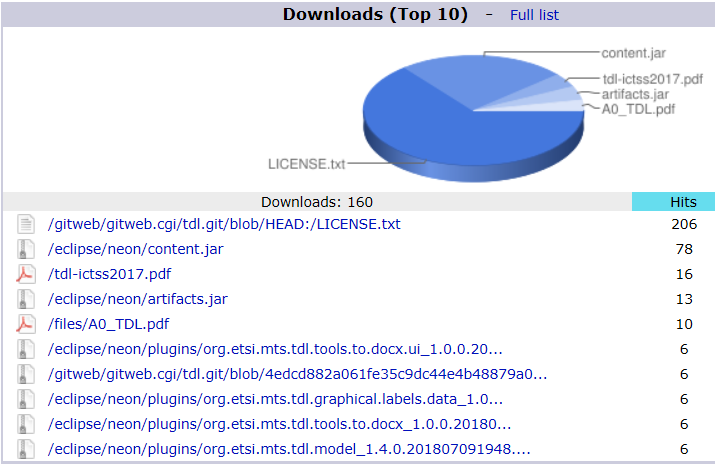 Downloads (Top 10) - Full list
content.jar
tdl-ictss2017.pdf
artifacts.jar
A0_TDL.pdf
LICENSE.txt
Downloads: 160 Hits
/gitweb/gitweb.cgi/tdl.git/blob/HEAD:/LICENSE.txt 206
/eclipse/neon/content.jar 78
/tdl-ictss2017.pdf 16
/eclipse/neon/artifacts.jar 13
/files/A0_TDL.pdf 10
/eclipse/neon/plugins/org.etsi.mts.tdl.tools.to.docx.ui_1.0.0.20... 6
/gitweb/gitweb.cgi/tdl.git/blob/4edcd882a061fe35c9dc44e4b48879a0... 6
/eclipse/neon/plugins/org.etsi.mts.tdl.graphical.labels.data_1.0... 6
/eclipse/neon/plugins/org.etsi.mts.tdl.tools.to.docx_1.0.0.20180... 6
/eclipse/neon/plugins/org.etsi.mts.tdl.model_1.4.0.201807091948.... 6